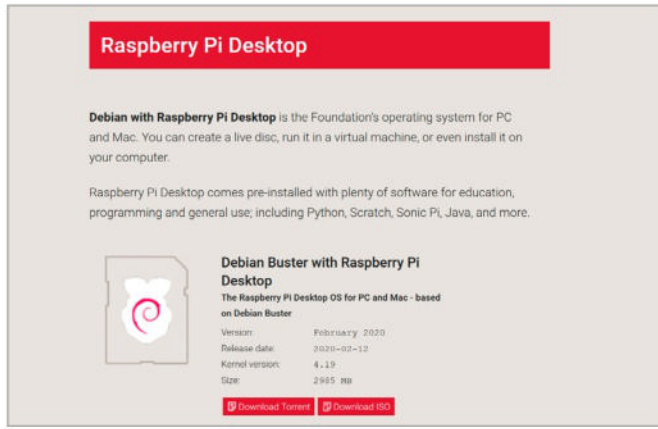 Raspberry Pi Desktop
Debian with Raspberry Pi Desktop is the Foundation's operating system for PC
and Mac. You can create a live disc, run it in a virtual machine, or even install it on
your computer.
Raspberry Pi Desktop comes pre-installed with plenty of software for education,
programming and general use; including Python, Scratch, Sonic Pi, Java, and more.
Debian Buster with Raspberry Pi
Desktop
The Raspberry Pi Desktop OS for PC and Mac - based
on Debian Buster
Version: February 2020
Release date: 2020-02-12
Kernel version: 4.19
Size: 2985 MB
Download Torrent Download ISO